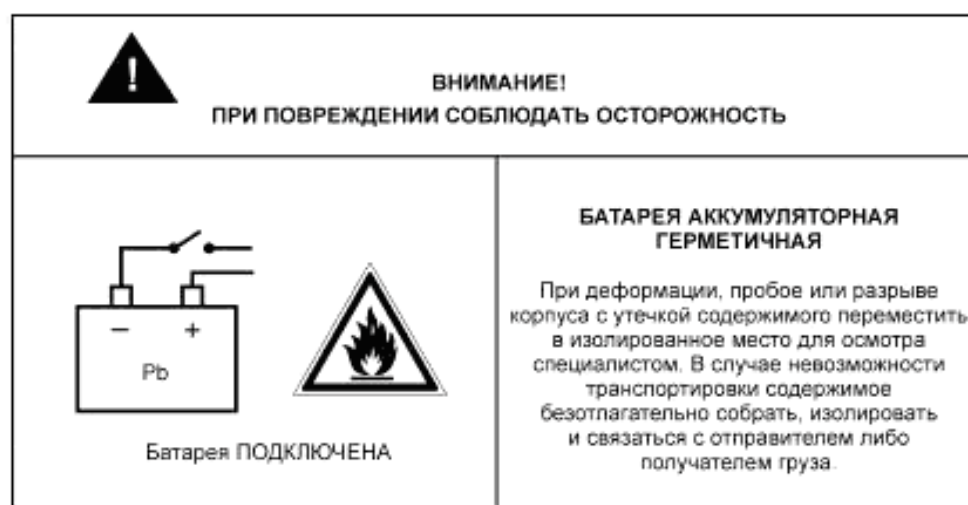 !
ВНИМАНИЕ!
ПРИ ПОВРЕЖДЕНИИ СОБЛЮДАТЬ ОСТОРОЖНОСТЬ
− +
Pb
Батарея ПОДКЛЮЧЕНА
БАТАРЕЯ АККУМУЛЯТОРНАЯ
ГЕРМЕТИЧНАЯ
При деформации, пробое или разрыве
корпуса с утечкой содержимого переместить
в изолированное место для осмотра
специалистом. В случае невозможности
транспортировки содержимое
безотлагательно собрать, изолировать
и связаться с отправителем либо
получателем груза.